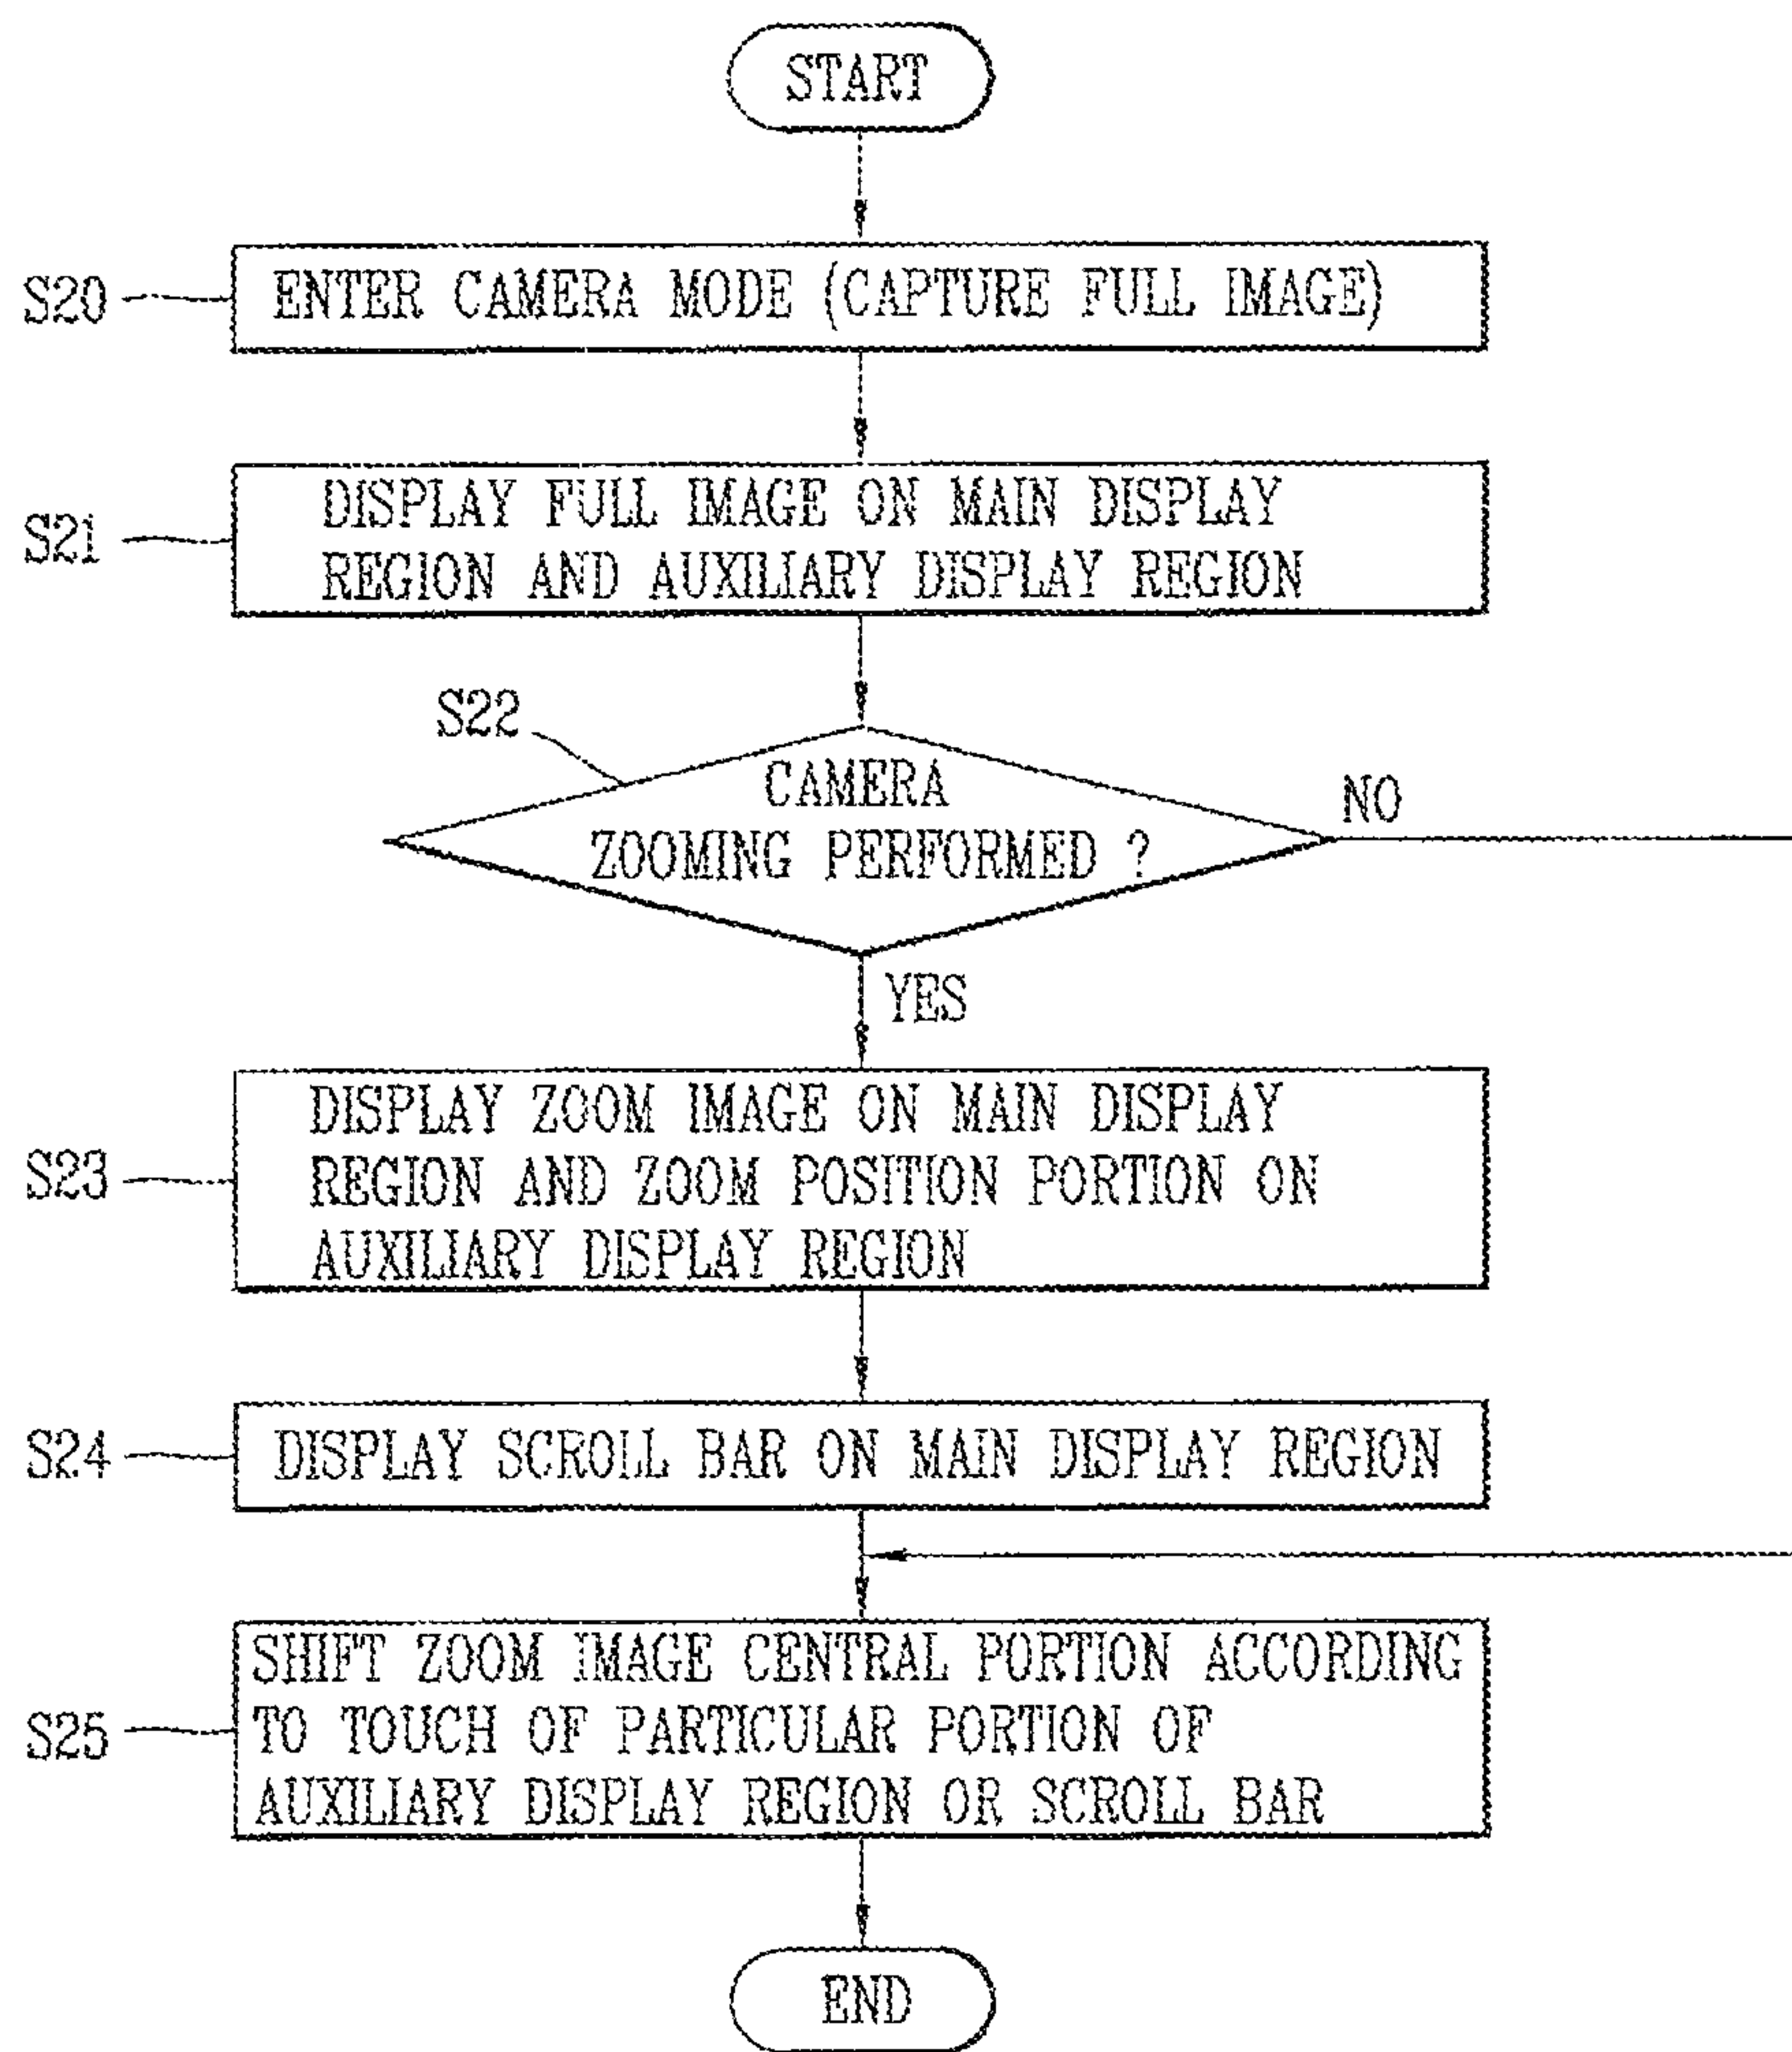 START
S20
ENTER CAMERA MODE (CAPTURE FULL IMAGE)
S21
DISPLAY FULL IMAGE ON MAIN DISPLAY
REGION AND AUXILIARY DISPLAY REGION
S22
CAMERA
ZOOMING PERFORMED ?
NO
YES
S23
DISPLAY ZOOM IMAGE ON MAIN DISPLAY
REGION AND ZOOM POSITION PORTION ON
AUXILIARY DISPLAY REGION
S24
DISPLAY SCROLL BAR ON MAIN DISPLAY REGION
S25
SHIFT ZOOM IMAGE CENTRAL PORTION ACCORDING
TO TOUCH OF PARTICULAR PORTION OF
AUXILIARY DISPLAY REGION OR SCROLL BAR
END